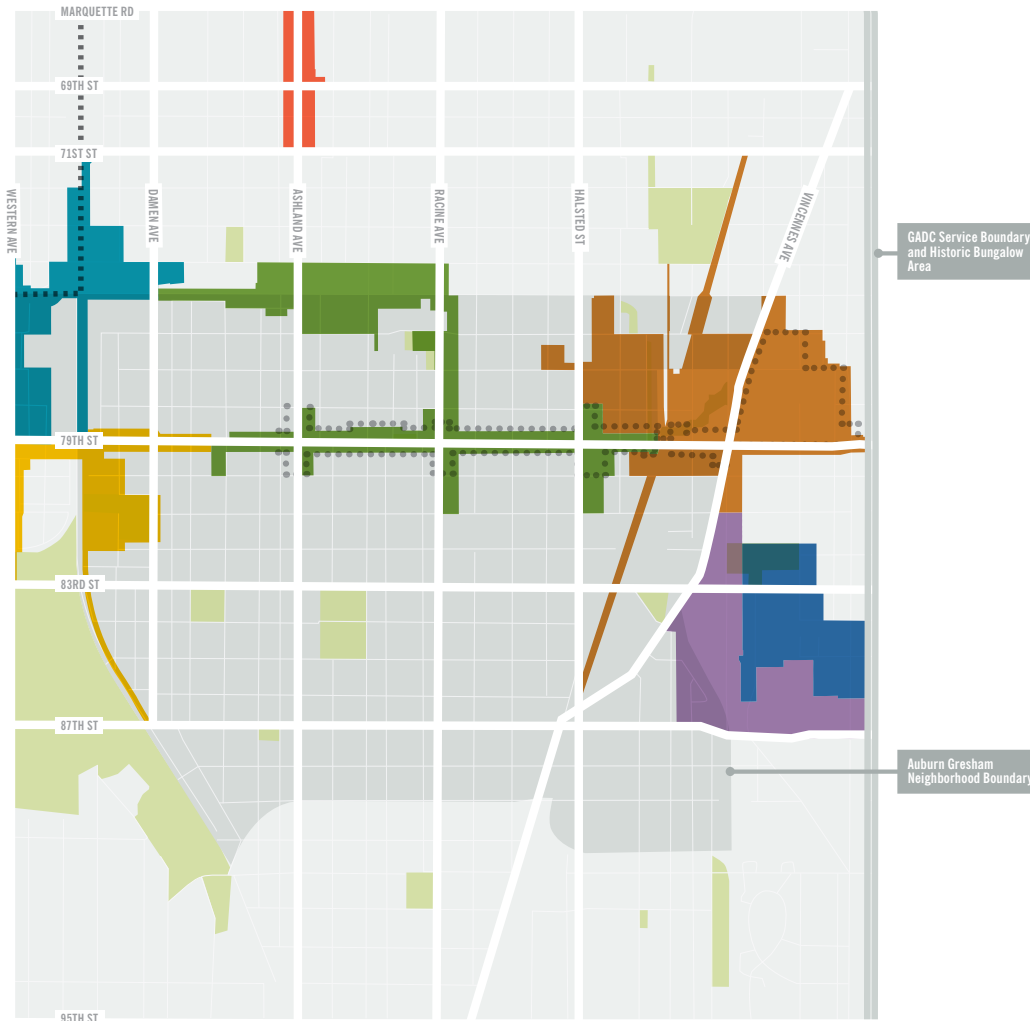 MARQUETTE RD
69TH ST
71ST ST
WESTERN AVE
DAMEN AVE
ASHLAND AVE
RACINE AVE
HALSTED ST
VINCENNES AVE
GADC Service Boundary
and Historic Bungalow
Area
79TH ST
83RD ST
87TH ST
Auburn Gresham
Neighborhood Boundary
95TH ST